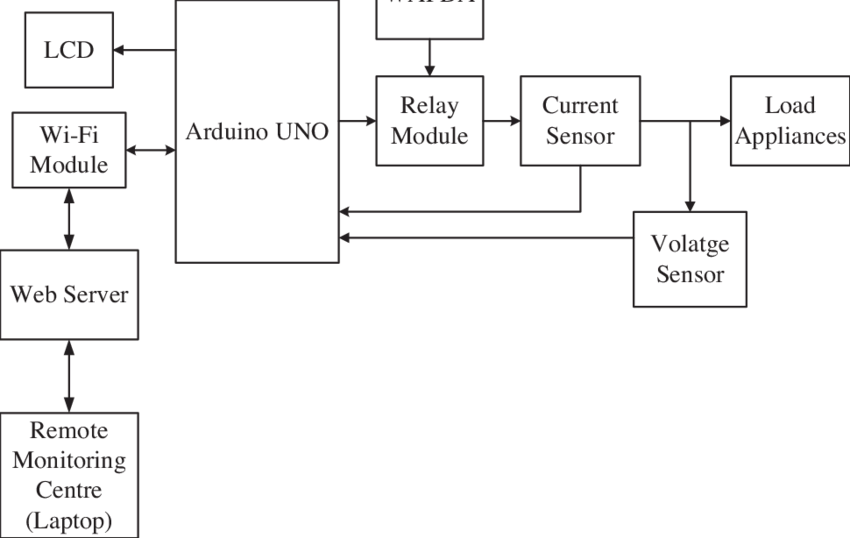 WAPDA
LCD
Arduino UNO
Relay
Module
Current
Sensor
Load
Appliances
Wi-Fi
Module
Volatge
Sensor
Web Server
Remote
Monitoring
Centre
(Laptop)